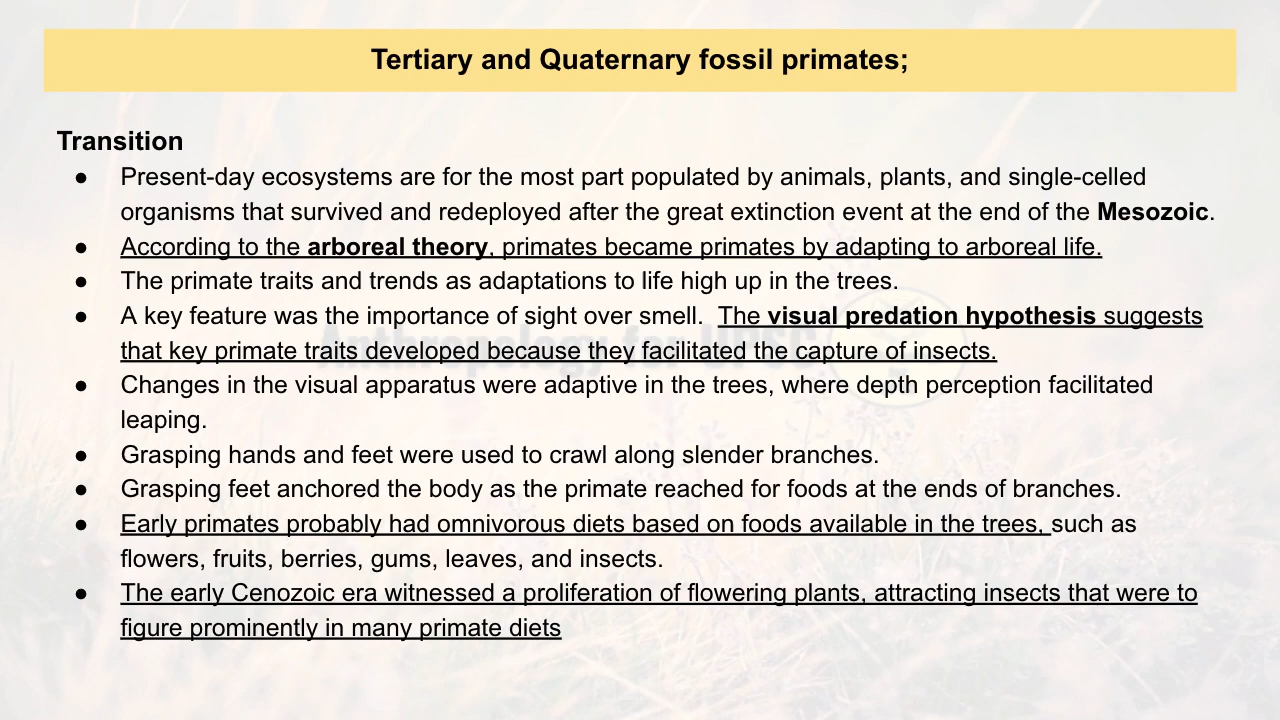 Tertiary and Quaternary fossil primates;
Transition
● Present-day ecosystems are for the most part populated by animals, plants, and single-celled
organisms that survived and redeployed after the great extinction event at the end of the Mesozoic.
● According to the arboreal theory, primates became primates by adapting to arboreal life.
● The primate traits and trends as adaptations to life high up in the trees.
● A key feature was the importance of sight over smell. The visual predation hypothesis suggests
that key primate traits developed because they facilitated the capture of insects.
Anthropology for UPSC
● Changes in the visual apparatus were adaptive in the trees, where depth perception facilitated
leaping.
● Grasping hands and feet were used to crawl along slender branches.
● Grasping feet anchored the body as the primate reached for foods at the ends of branches.
● Early primates probably had omnivorous diets based on foods available in the trees, such as
flowers, fruits, berries, gums, leaves, and insects.
● The early Cenozoic era witnessed a proliferation of flowering plants, attracting insects that were to
figure prominently in many primate diets